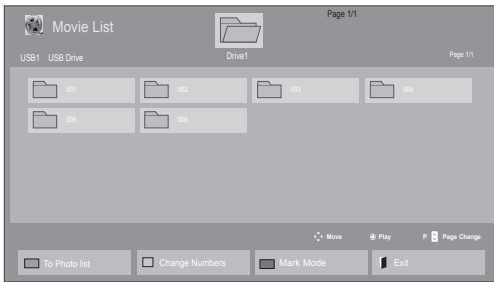 Movie List
Page 1/1
USB1 USB Drive
Drive1
Page 1/1
001 002 003 004
005 006
Move Play P Page Change
To Photo list Change Numbers Mark Mode Exit